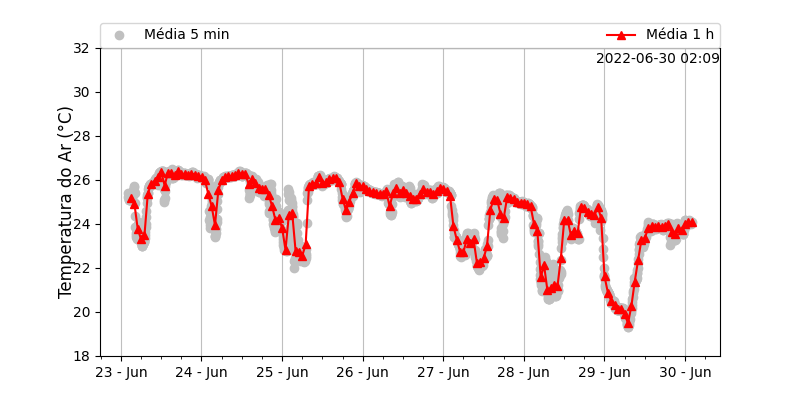 Média 5 min
Média 1 h
2022-06-30 02:09
Temperatura do Ar (°C)
32
30
28
26
24
22
20
18
23 - Jun
24 - Jun
25 - Jun
26 - Jun
27 - Jun
28 - Jun
29 - Jun
30 - Jun